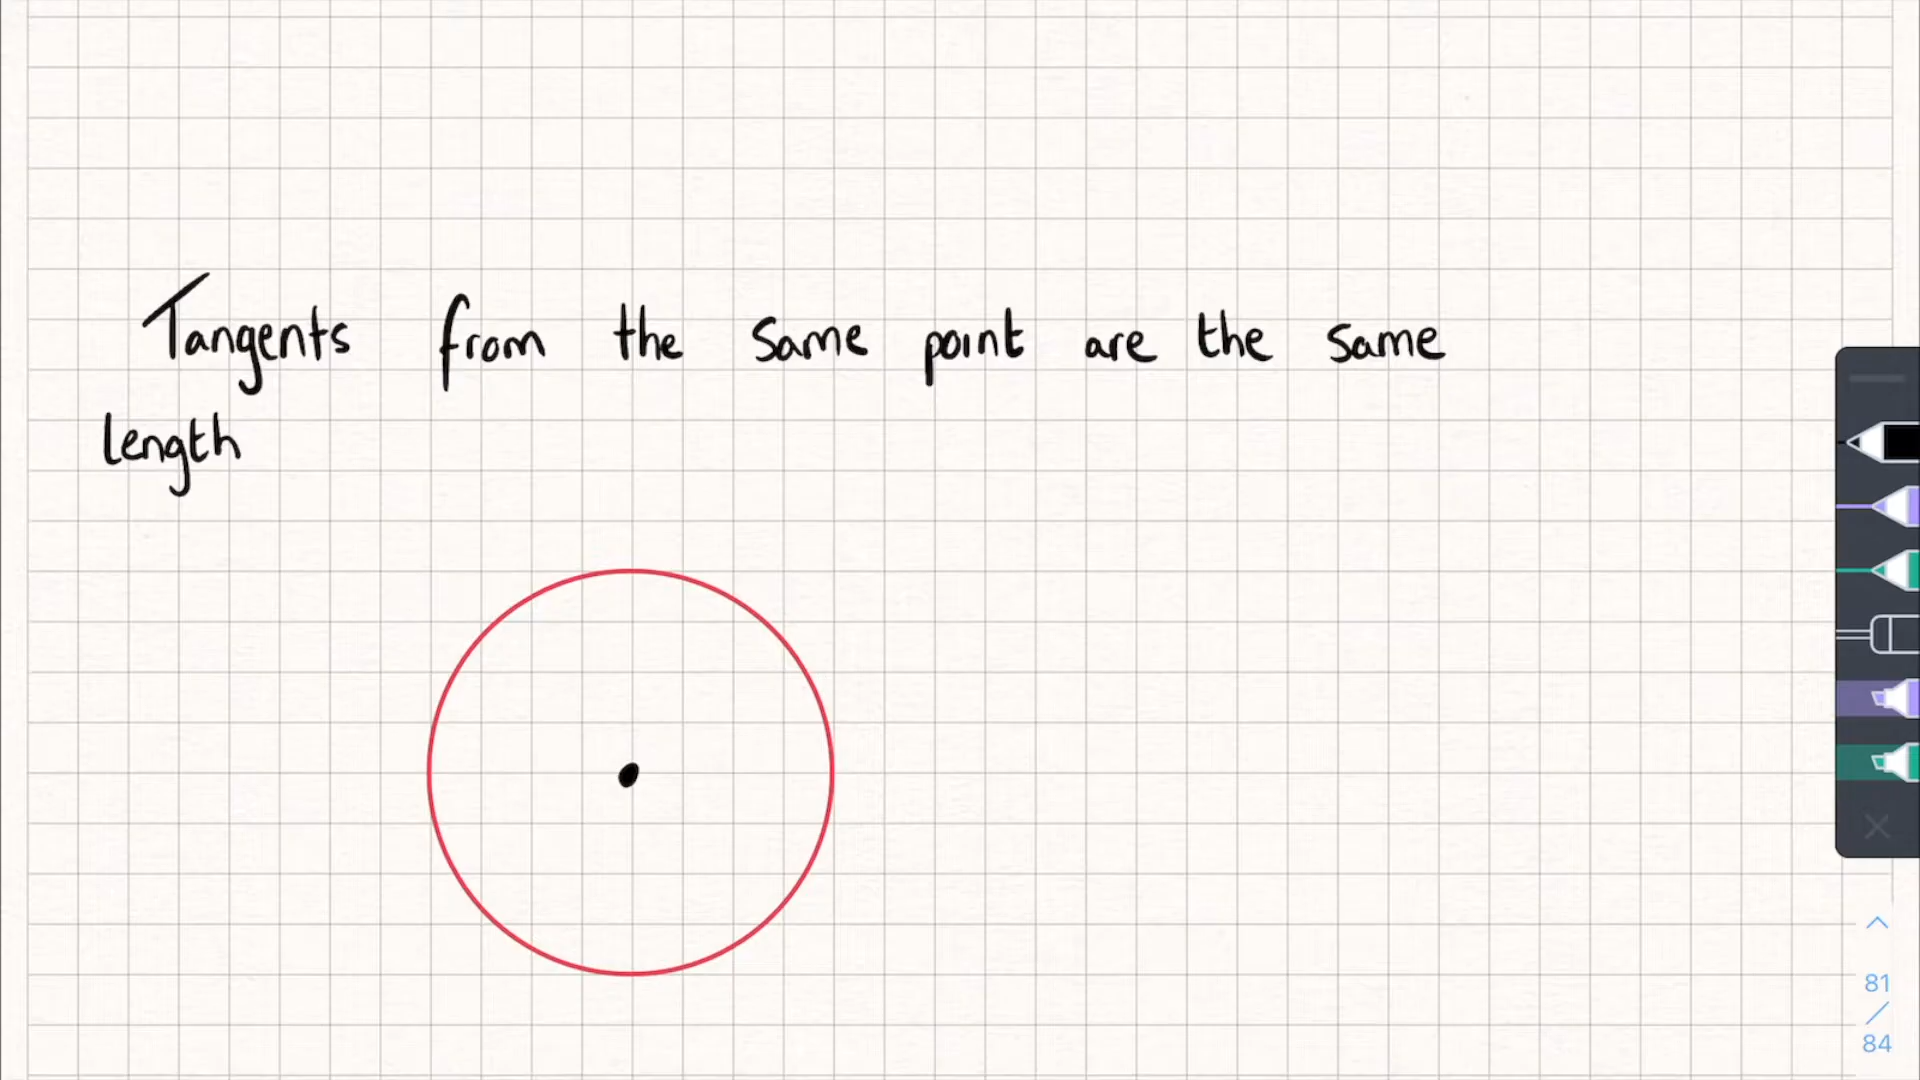 Tangents from the same point are the same
length
81
/
84